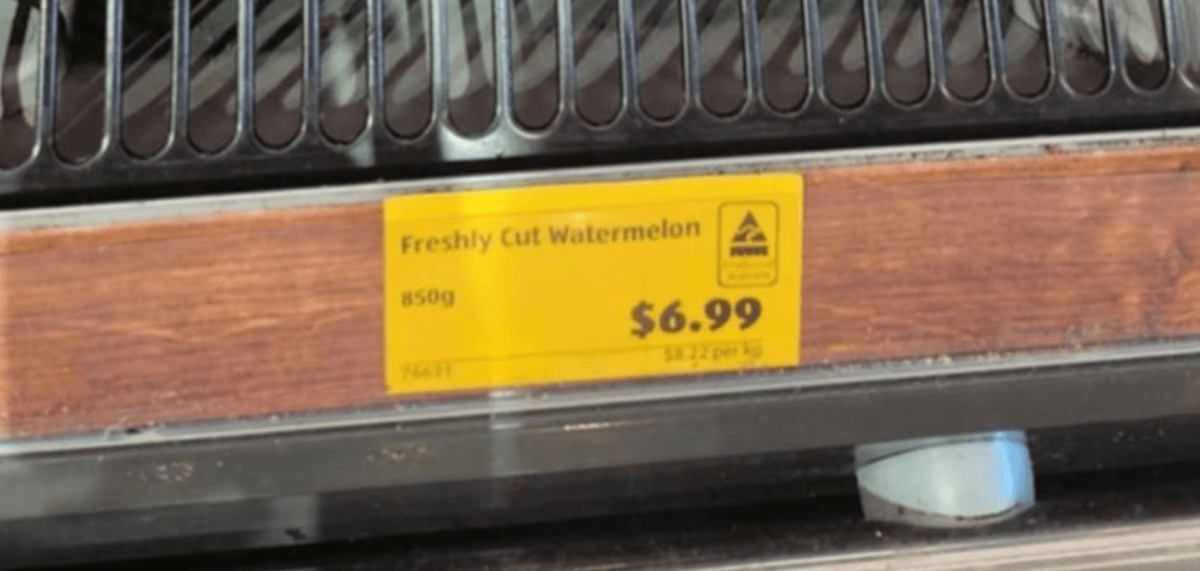 Freshly Cut Watermelon
850g
$6.99
$8.22 per kg
76631